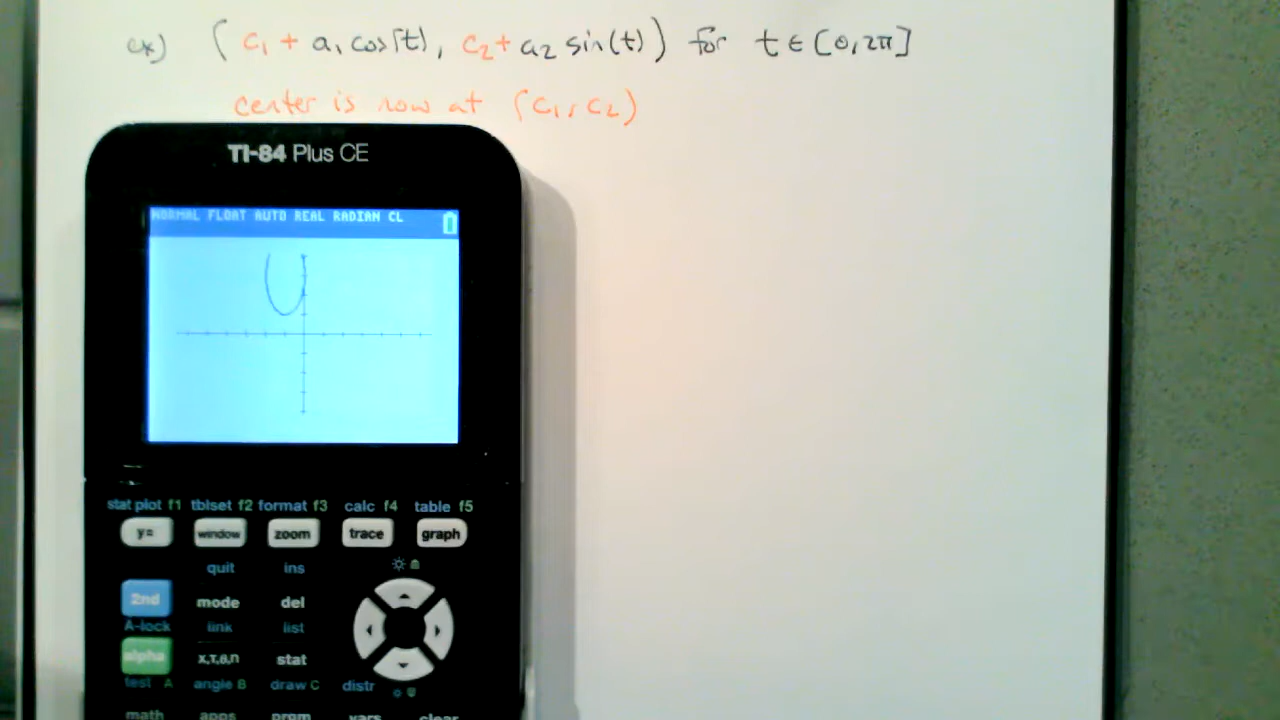 ex) (c₁ + a₁ cos(t), c₂ + a₂ sin(t)) for t ∈ [0, 2π]
center is now at (c₁, c₂)
TI-84 Plus CE
NORMAL FLOAT AUTO REAL RADIAN CL
stat plot f1 tblset f2 format f3 calc f4 table f5
y= window zoom trace graph
quit ins
2nd mode del
A-lock link list
alpha X,T,θ,n stat
test A angle B draw C distr
math apps prgm vars clear